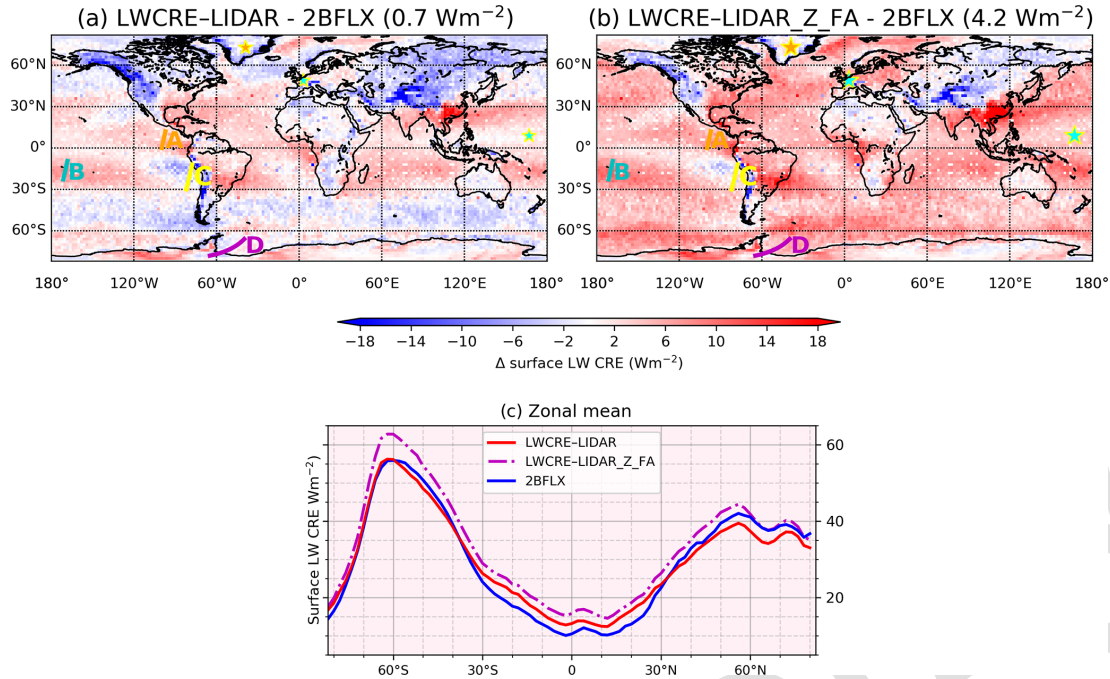 (a) LWCRE–LIDAR - 2BFLX (0.7 Wm⁻²)
(b) LWCRE–LIDAR_Z_FA - 2BFLX (4.2 Wm⁻²)
60°N
30°N
0°
30°S
60°S
/A
/B
/C
D
180°
120°W
60°W
0°
60°E
120°E
180°
60°N
30°N
0°
30°S
60°S
/A
/B
/C
D
180°
120°W
60°W
0°
60°E
120°E
180°
−18 −14 −10 −6 −2 2 6 10 14 18
Δ surface LW CRE (Wm⁻²)
(c) Zonal mean
Surface LW CRE Wm⁻²)
LWCRE–LIDAR
LWCRE–LIDAR_Z_FA
2BFLX
60
40
20
60°S 30°S 0 30°N 60°N